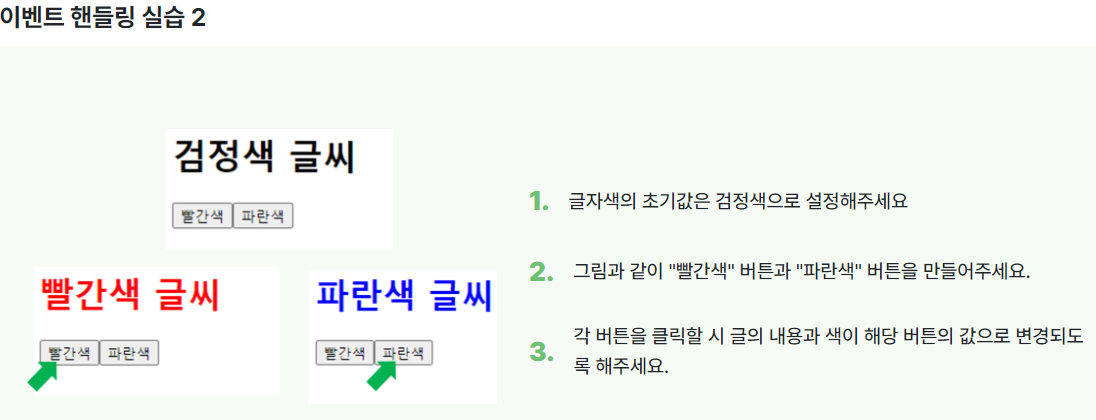 이벤트 핸들링 실습 2
검정색 글씨
빨간색 파란색
빨간색 글씨
빨간색 파란색
파란색 글씨
빨간색 파란색
1. 글자색의 초기값은 검정색으로 설정해주세요
2. 그림과 같이 "빨간색" 버튼과 "파란색" 버튼을 만들어주세요.
3. 각 버튼을 클릭할 시 글의 내용과 색이 해당 버튼의 값으로 변경되도
록 해주세요.